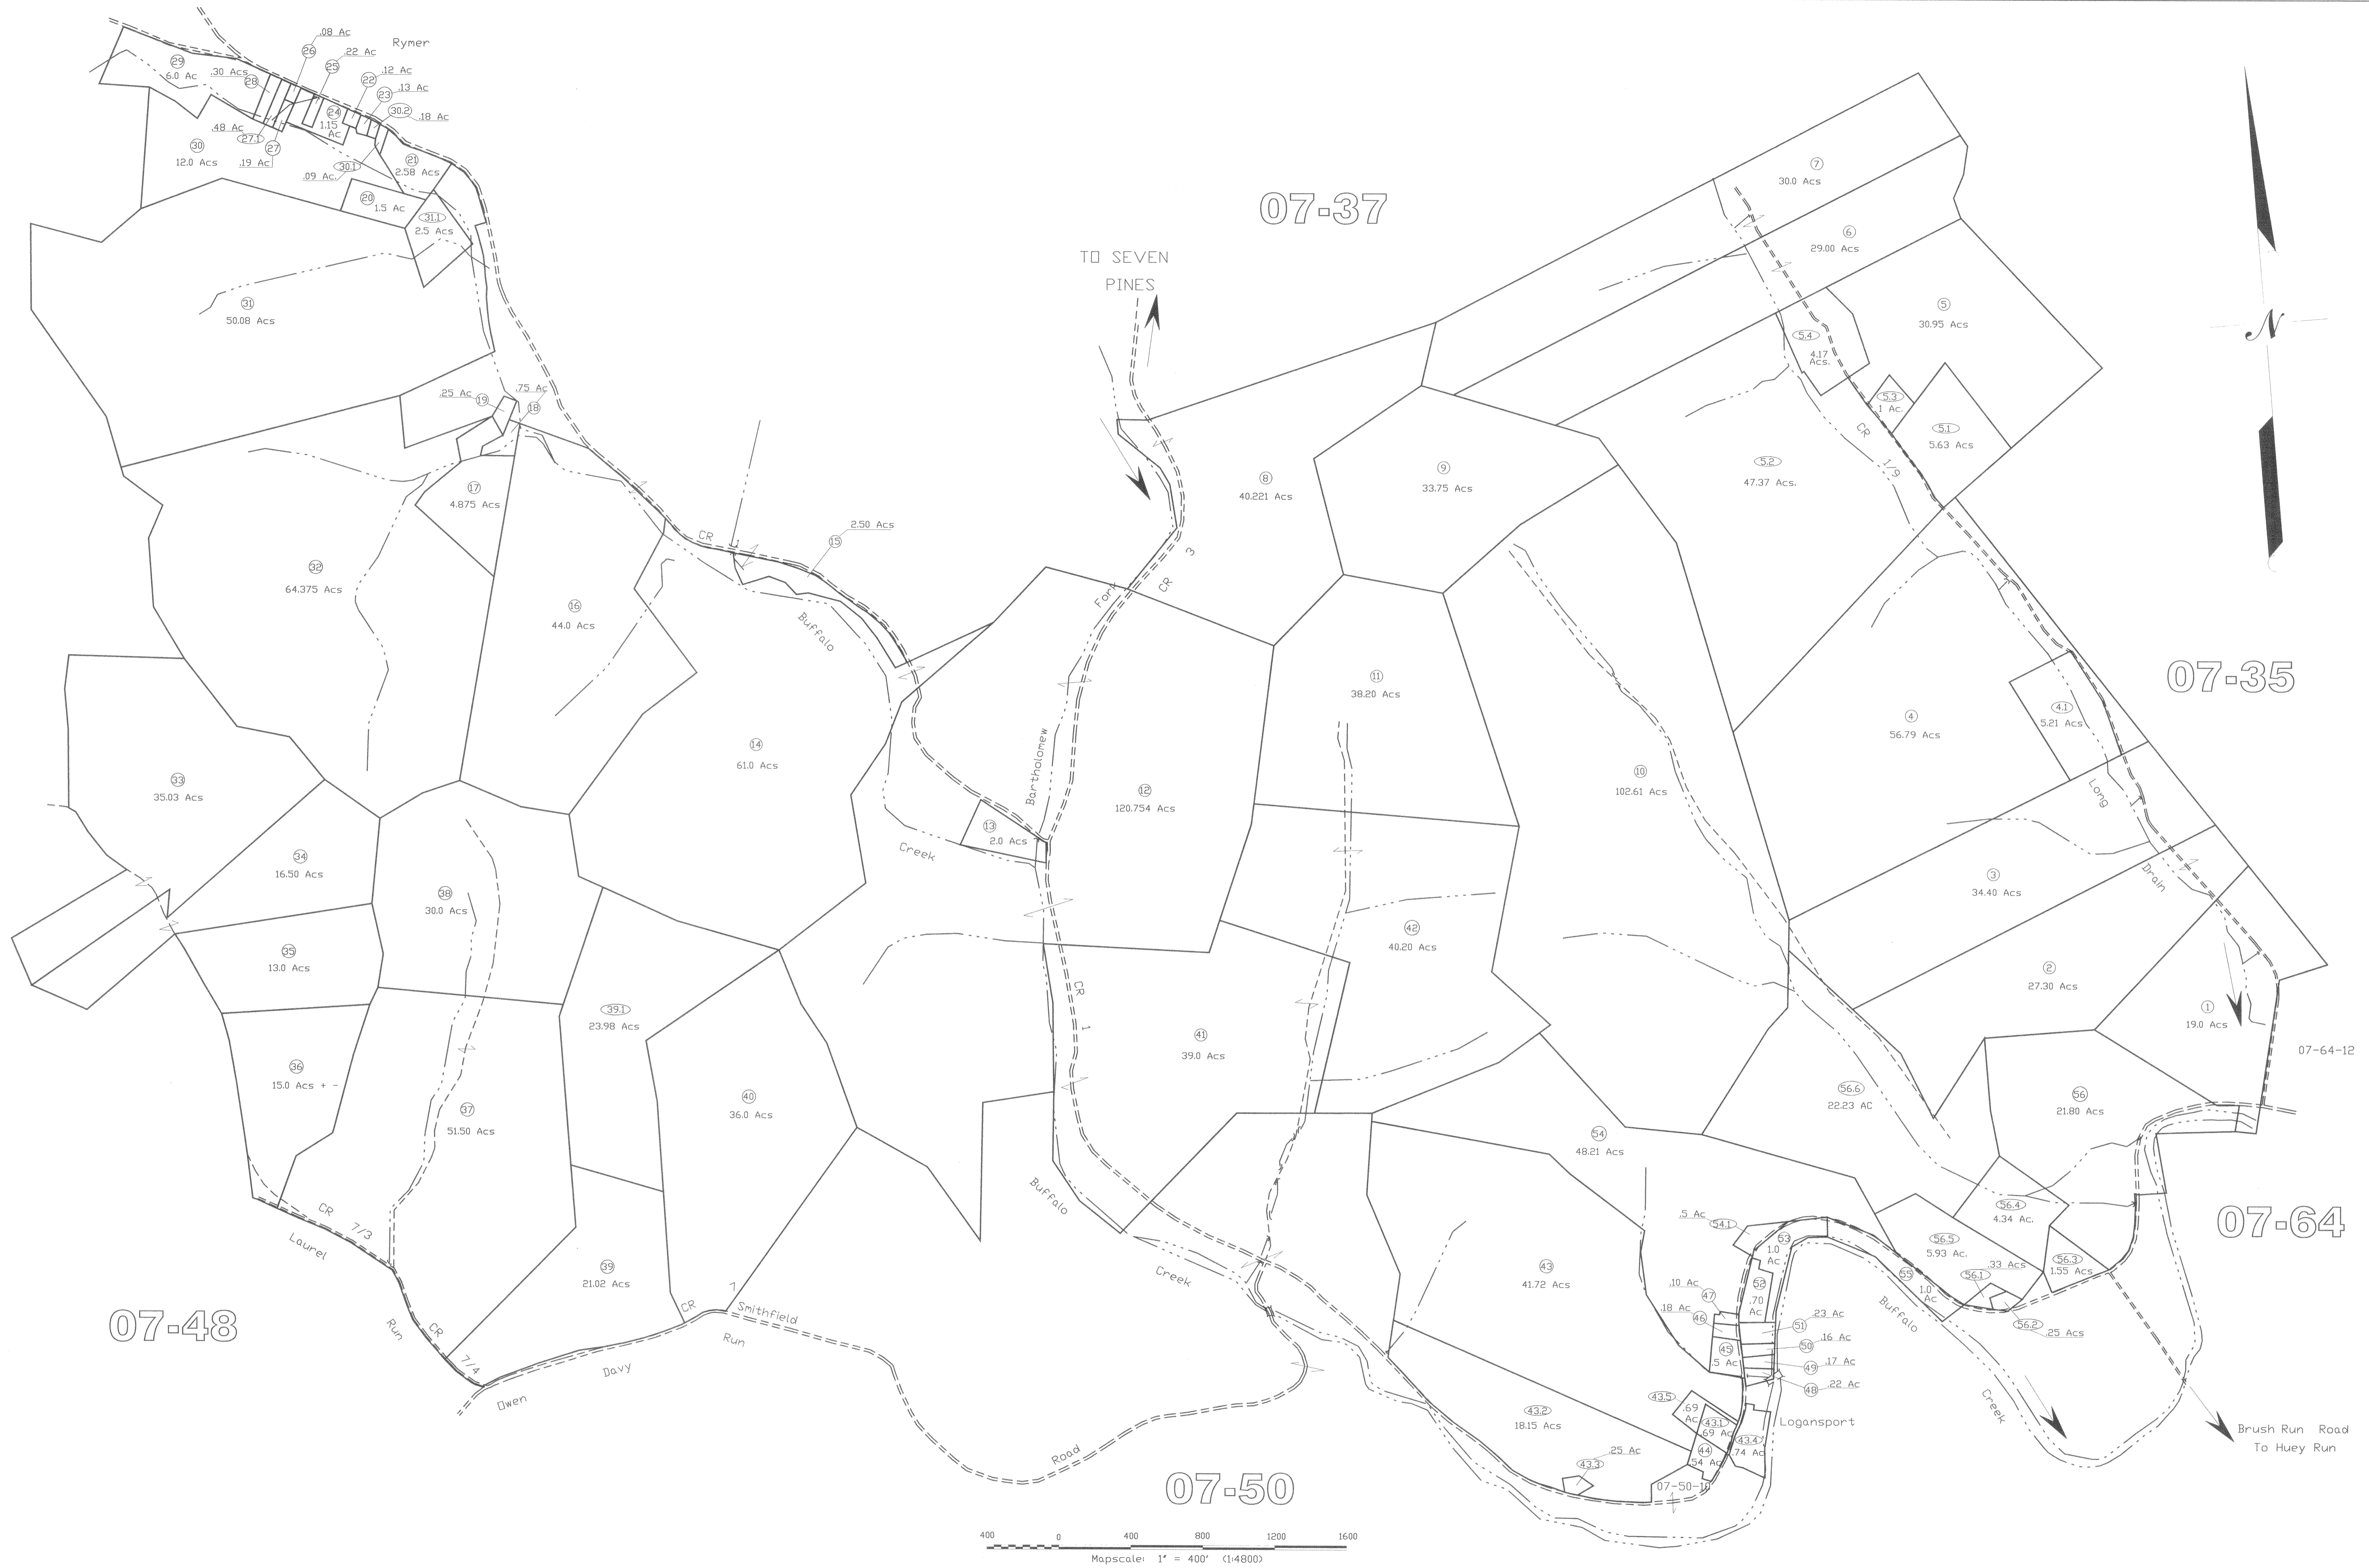 Rymer
.08 Ac
26
.22 Ac
25
.12 Ac
22
.13 Ac
23
30.2
.18 Ac
29
6.0 Ac
.30 Acs
28
24
1.15
Ac
.48 Ac
27.1
27
.19 Ac
30
12.0 Acs
30.1
.09 Ac.
21
2.58 Acs
20
1.5 Ac
31.1
2.5 Acs
31
50.08 Acs
07-37
TO SEVEN
PINES
7
30.0 Acs
6
29.00 Acs
5
30.95 Acs
5.4
4.17
Acs.
5.3
1 Ac.
5.1
5.63 Acs
5.2
47.37 Acs.
CR 1/9
N
.25 Ac
19
.75 Ac
18
17
4.875 Acs
32
64.375 Acs
16
44.0 Acs
CR 1
15
2.50 Acs
Buffalo
8
40.221 Acs
9
33.75 Acs
Fork
CR 3
Bartholomew
11
38.20 Acs
07-35
4
56.79 Acs
4.1
5.21 Acs
Long
Drain
33
35.03 Acs
14
61.0 Acs
12
120.754 Acs
10
102.61 Acs
13
2.0 Acs
Creek
34
16.50 Acs
38
30.0 Acs
3
34.40 Acs
42
40.20 Acs
35
13.0 Acs
2
27.30 Acs
39.1
23.98 Acs
CR 1
41
39.0 Acs
1
19.0 Acs
07-64-12
36
15.0 Acs + -
37
51.50 Acs
40
36.0 Acs
56.6
22.23 AC
56
21.80 Acs
54
48.21 Acs
Buffalo
Creek
CR 7/3
Laurel
Run
39
21.02 Acs
CR 7
Smithfield
Run
CR 7/4
Owen
Davy
Road
07-48
07-64
56.4
4.34 Ac.
56.5
5.93 Ac.
56.3
1.55 Ac
.33 Acs
56.1
56.2
.25 Acs
.5 Ac
54.1
53
1.0
Ac
55
1.0
Ac
43
41.72 Acs
.10 Ac
47
52
.70
Ac
.18 Ac
46
51
.23 Ac
50
.16 Ac
45
.5 Ac
49
.17 Ac
48
.22 Ac
Buffalo
Creek
43.2
18.15 Acs
43.5
.69
Ac
43.1
.69 Ac
43.4
.74 Ac
44
.54 Ac
Logansport
.25 Ac
43.3
07-50-10
Brush Run Road
To Huey Run
07-50
400 0 400 800 1200 1600
Mapscale: 1" = 400' (1:4800)